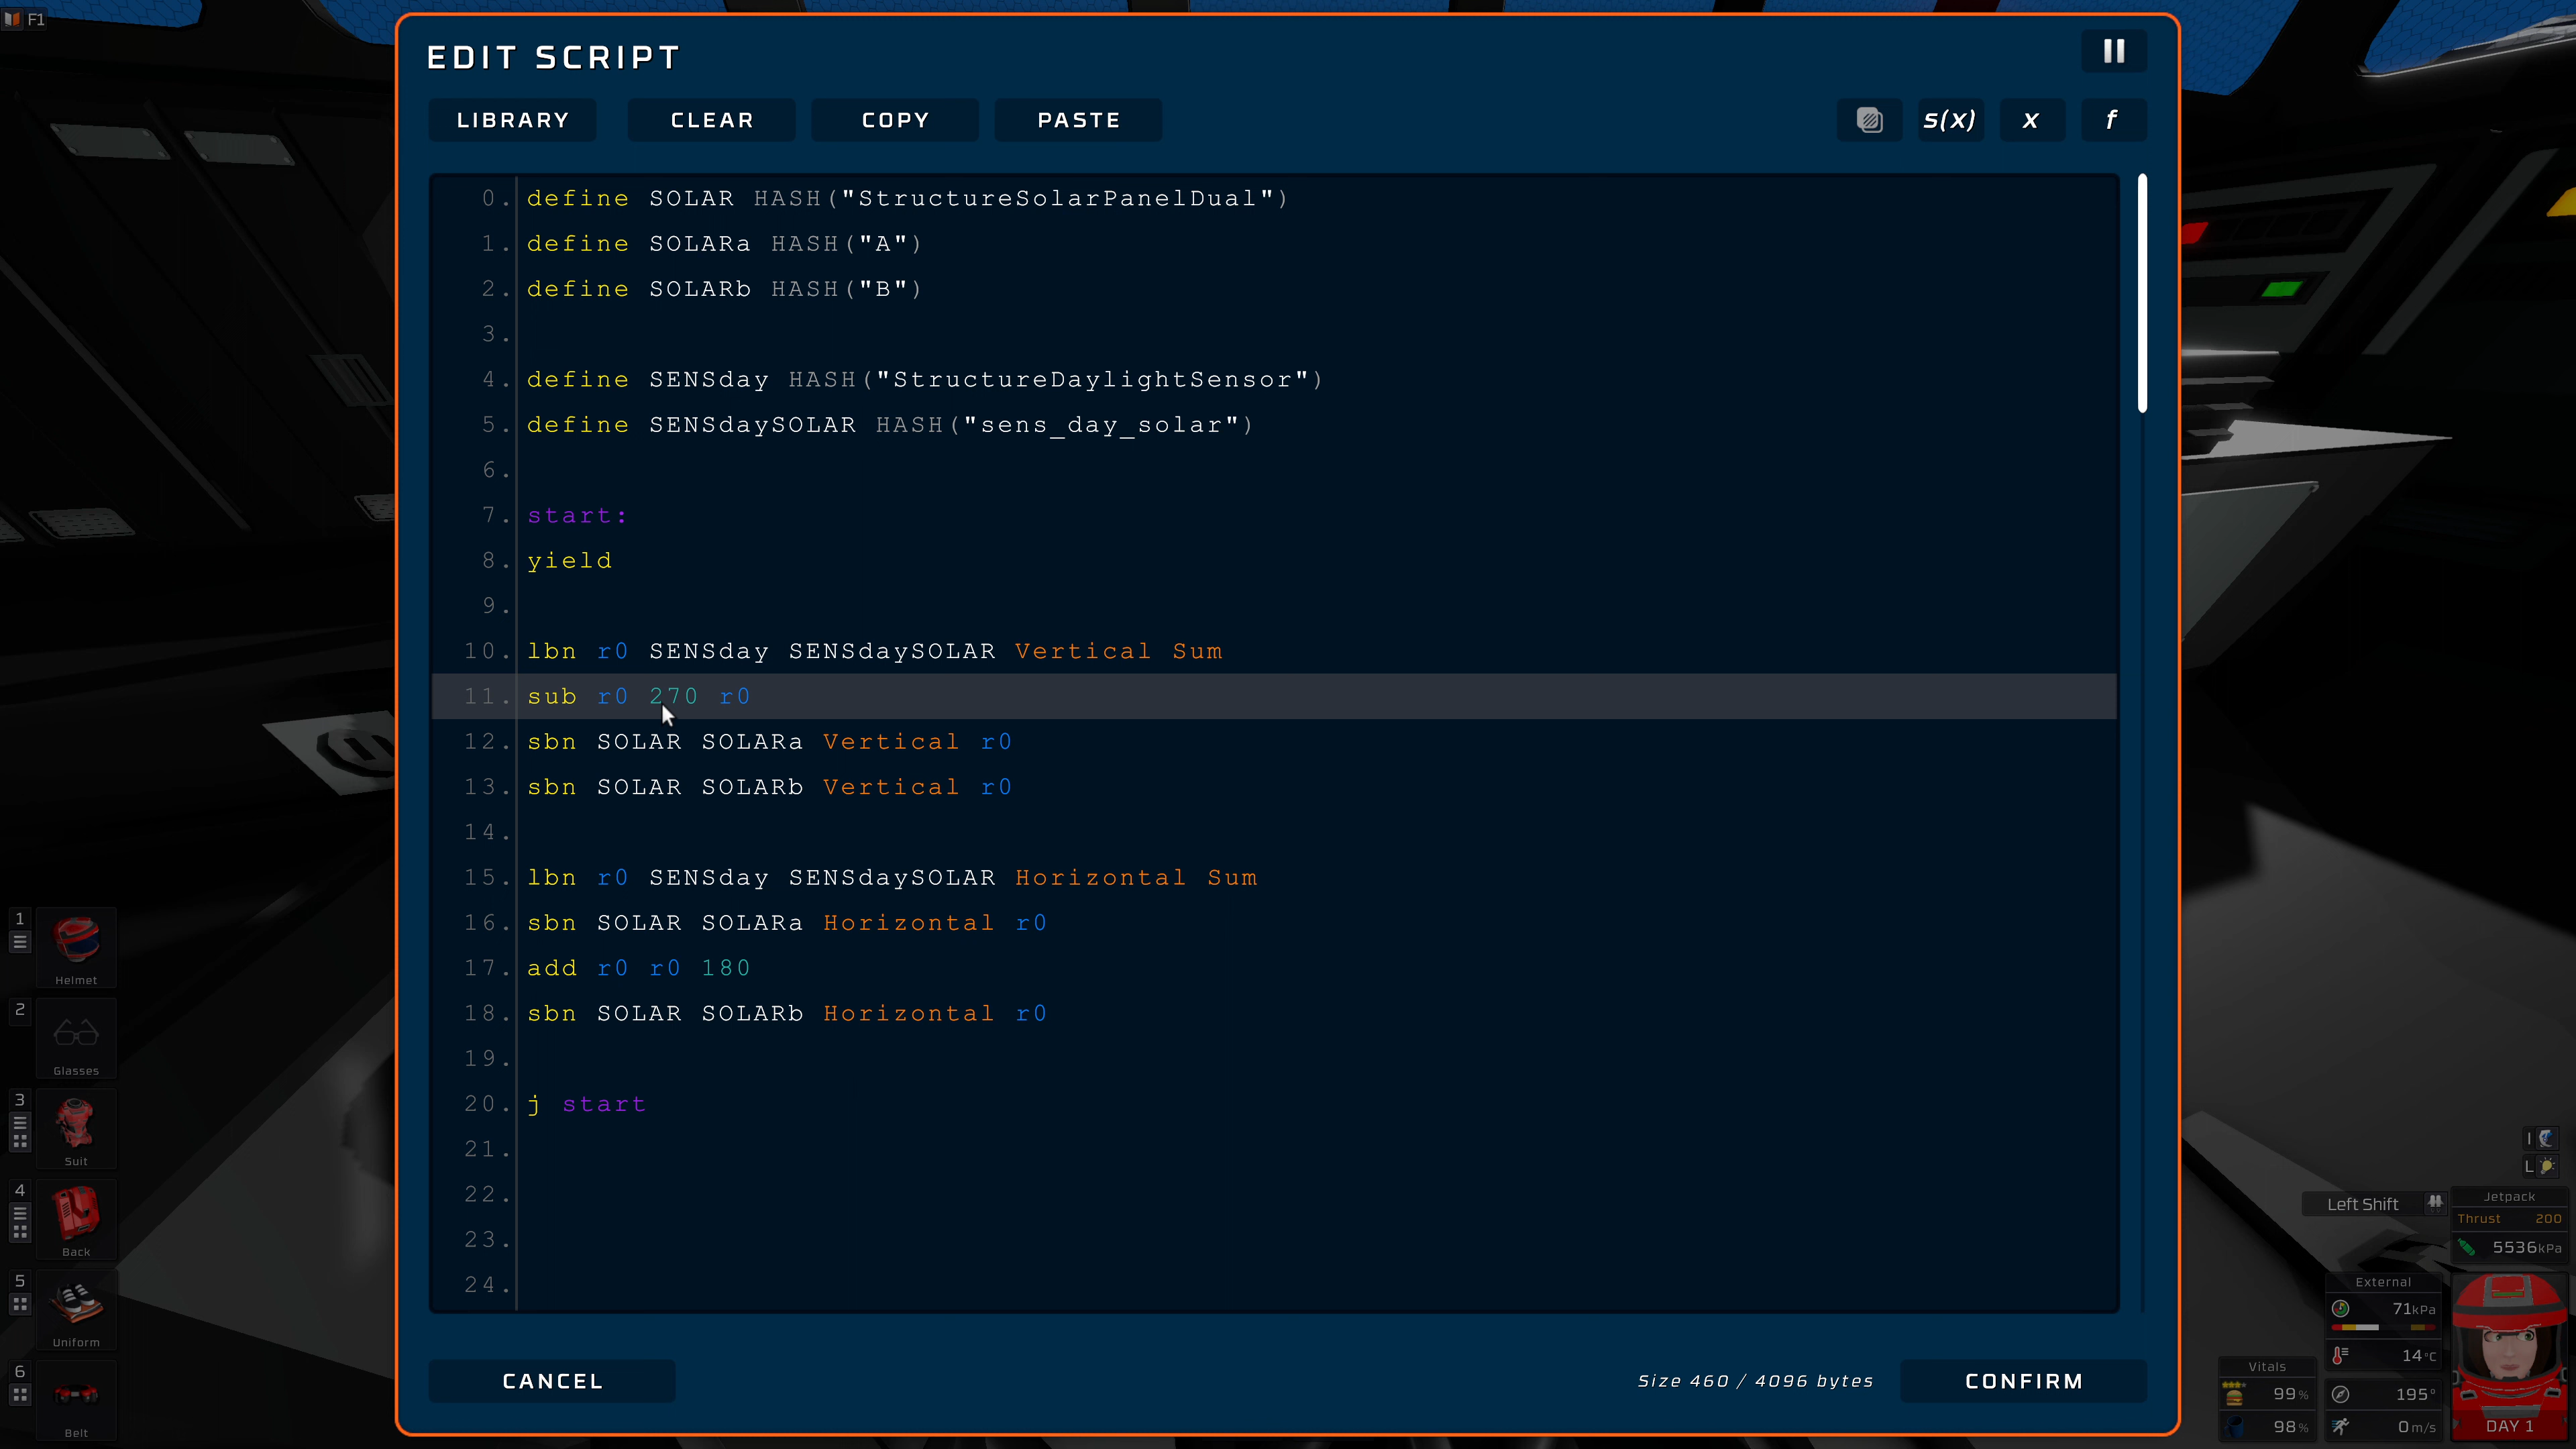 F1
EDIT SCRIPT
LIBRARY CLEAR COPY PASTE s(x) x f
0. define SOLAR HASH("StructureSolarPanelDual")
1. define SOLARa HASH("A")
2. define SOLARb HASH("B")
3.
4. define SENSday HASH("StructureDaylightSensor")
5. define SENSdaySOLAR HASH("sens_day_solar")
6.
7. start:
8. yield
9.
10. lbn r0 SENSday SENSdaySOLAR Vertical Sum
11. sub r0 270 r0
12. sbn SOLAR SOLARa Vertical r0
13. sbn SOLAR SOLARb Vertical r0
14.
15. lbn r0 SENSday SENSdaySOLAR Horizontal Sum
16. sbn SOLAR SOLARa Horizontal r0
17. add r0 r0 180
18. sbn SOLAR SOLARb Horizontal r0
19.
20. j start
21.
22.
23.
24.
CANCEL Size 460 / 4096 bytes CONFIRM
1
Helmet
2
Glasses
3
Suit
4
Back
5
Uniform
6
Belt
I
L
Left Shift
Jetpack
Thrust 200
5536kPa
External
71kPa
14°C
195°
0m/s
Vitals
99%
98%
DAY 1